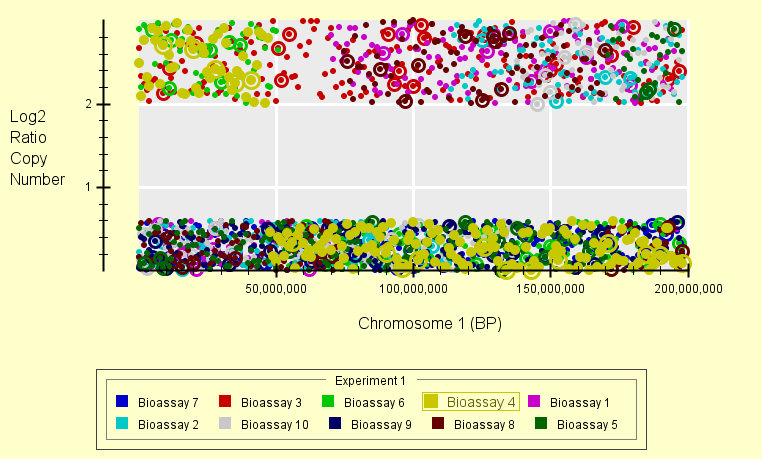 Log2
Ratio
Copy
Number
2
1
50,000,000 100,000,000 150,000,000 200,000,000
Chromosome 1 (BP)
Experiment 1
Bioassay 7 Bioassay 3 Bioassay 6 Bioassay 4 Bioassay 1
Bioassay 2 Bioassay 10 Bioassay 9 Bioassay 8 Bioassay 5